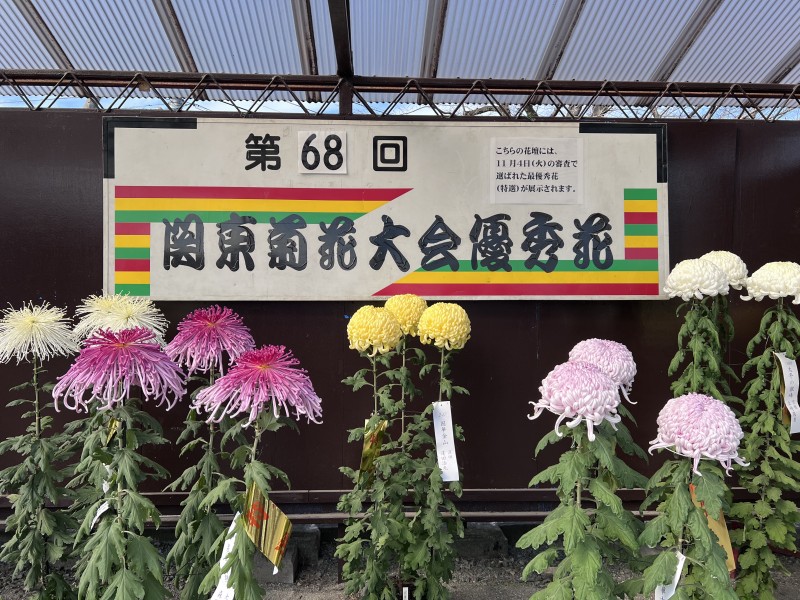 第 68 回
こちらの花壇には、
11月4日(火)の審査で
選ばれた最優秀花
(特選)が展示されます。
関東菊花大会優秀花